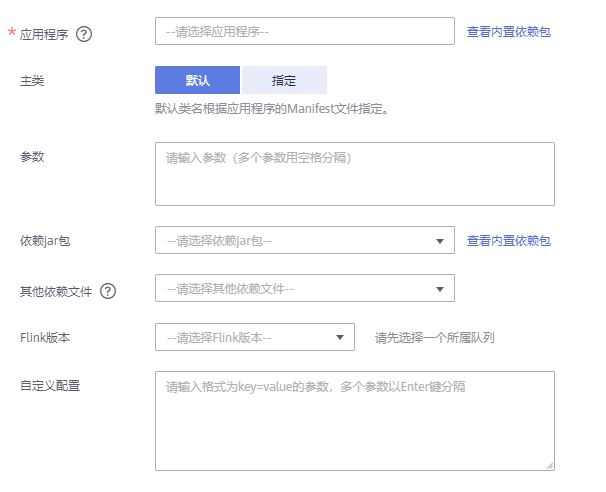 * 应用程序 ? --请选择应用程序-- 查看内置依赖包
主类 默认 指定
默认类名根据应用程序的Manifest文件指定。
参数 请输入参数（多个参数用空格分隔）
依赖jar包 --请选择依赖jar包-- 查看内置依赖包
其他依赖文件 ? --请选择其他依赖文件--
Flink版本 --请选择Flink版本-- 请先选择一个所属队列
自定义配置 请输入格式为key=value的参数，多个参数以Enter键分隔